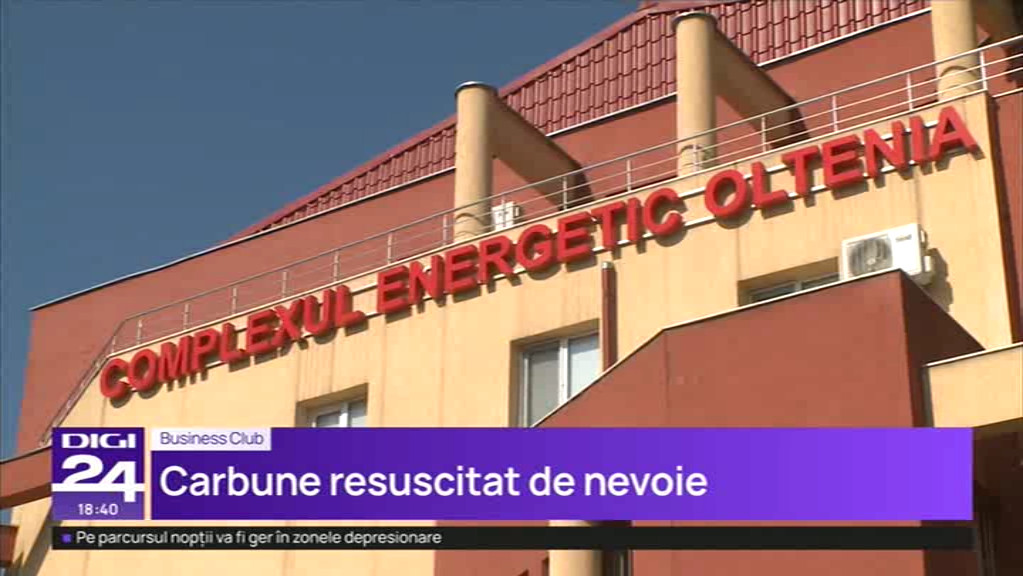 COMPLEXUL ENERGETIC OLTENIA
DIGI
24
18:40
Business Club
Carbune resuscitat de nevoie
Pe parcursul nopții va fi ger în zonele depresionare